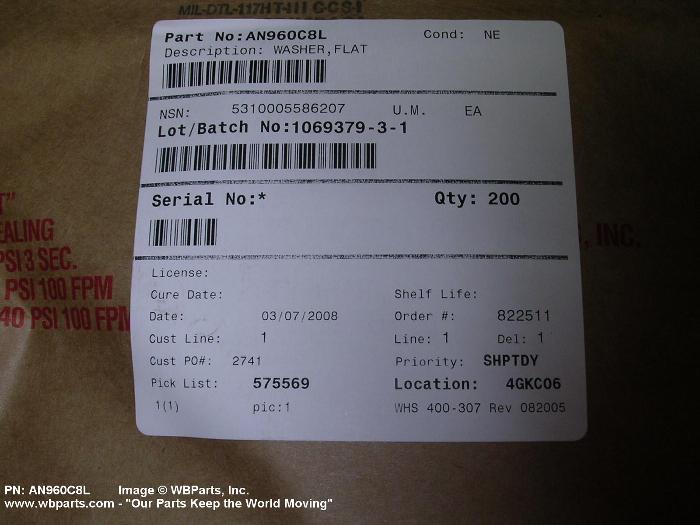 MIL-DTL-117H T-III C C S-I
Part No:AN960C8L Cond: NE
Description: WASHER,FLAT
NSN: 5310005586207 U.M. EA
Lot/Batch No:1069379-3-1
Serial No:* Qty: 200
License:
Cure Date: Shelf Life:
Date: 03/07/2008 Order #: 822511
Cust Line: 1 Line: 1 Del: 1
Cust PO#: 2741 Priority: SHPTDY
Pick List: 575569 Location: 4GKC06
1(1) pic:1 WHS 400-307 Rev 082005
T"
EALING
PSI 3 SEC.
PSI 100 FPM
40 PSI 100 FPM
, INC.
PN: AN960C8L Image © WBParts, Inc.
www.wbparts.com - "Our Parts Keep the World Moving"